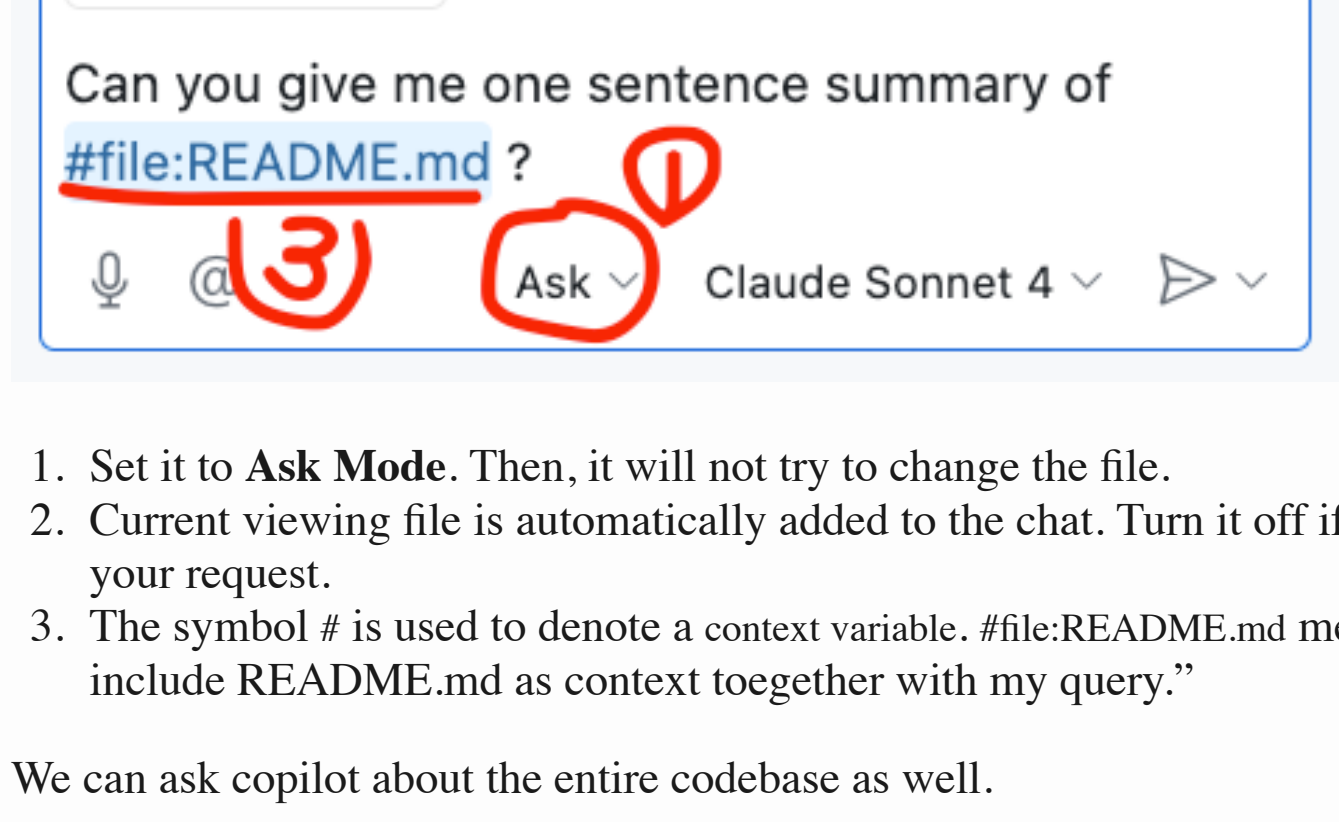 Can you give me one sentence summary of
#file:README.md ?
1
3
@
Ask
Claude Sonnet 4
1. Set it to Ask Mode. Then, it will not try to change the file.
2. Current viewing file is automatically added to the chat. Turn it off if
your request.
3. The symbol # is used to denote a context variable. #file:README.md
include README.md as context toegether with my query.”
We can ask copilot about the entire codebase as well.